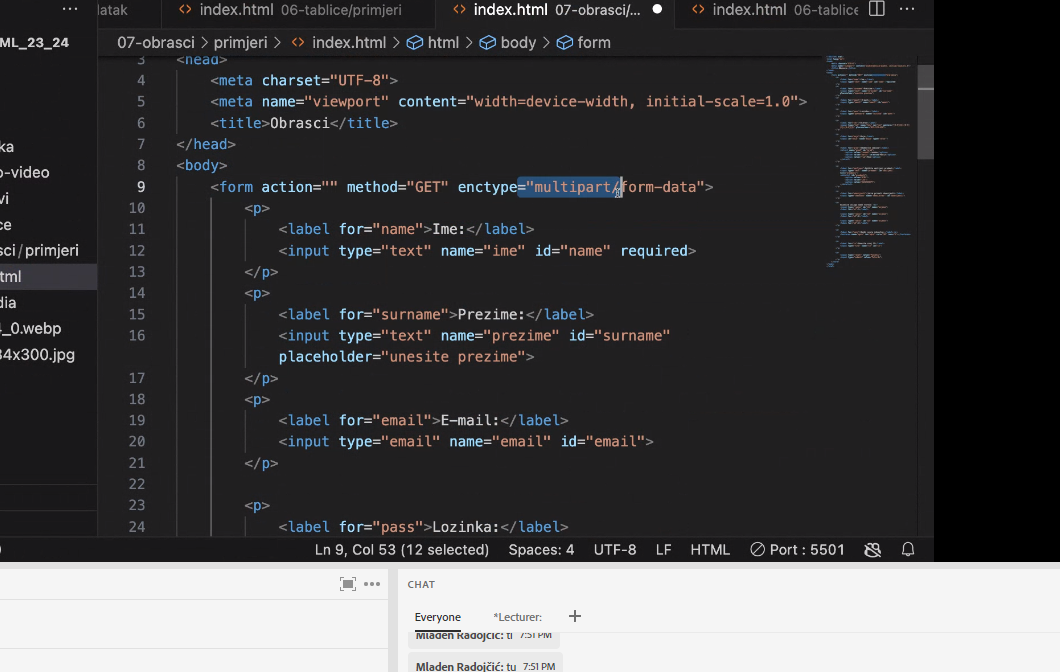 latak
index.html 06-tablice/primjeri
index.html 07-obrasci/...
index.html 06-tablice
ML_23_24
07-obrasci > primjeri > index.html > html > body > form
ka
o-video
vi
ce
sci/primjeri
tml
dia
4_0.webp
34x300.jpg
3 <head>
4 <meta charset="UTF-8">
5 <meta name="viewport" content="width=device-width, initial-scale=1.0">
6 <title>Obrasci</title>
7 </head>
8 <body>
9 <form action="" method="GET" enctype="multipart/form-data">
10 <p>
11 <label for="name">Ime:</label>
12 <input type="text" name="ime" id="name" required>
13 </p>
14 <p>
15 <label for="surname">Prezime:</label>
16 <input type="text" name="prezime" id="surname"
placeholder="unesite prezime">
17 </p>
18 <p>
19 <label for="email">E-mail:</label>
20 <input type="email" name="email" id="email">
21 </p>
22
23 <p>
24 <label for="pass">Lozinka:</label>
Ln 9, Col 53 (12 selected) Spaces: 4 UTF-8 LF HTML Port : 5501
CHAT
Everyone *Lecturer: +
Mladen Radojčić: ti 7:51 PM
Mladen Radojčić: tu 7:51 PM